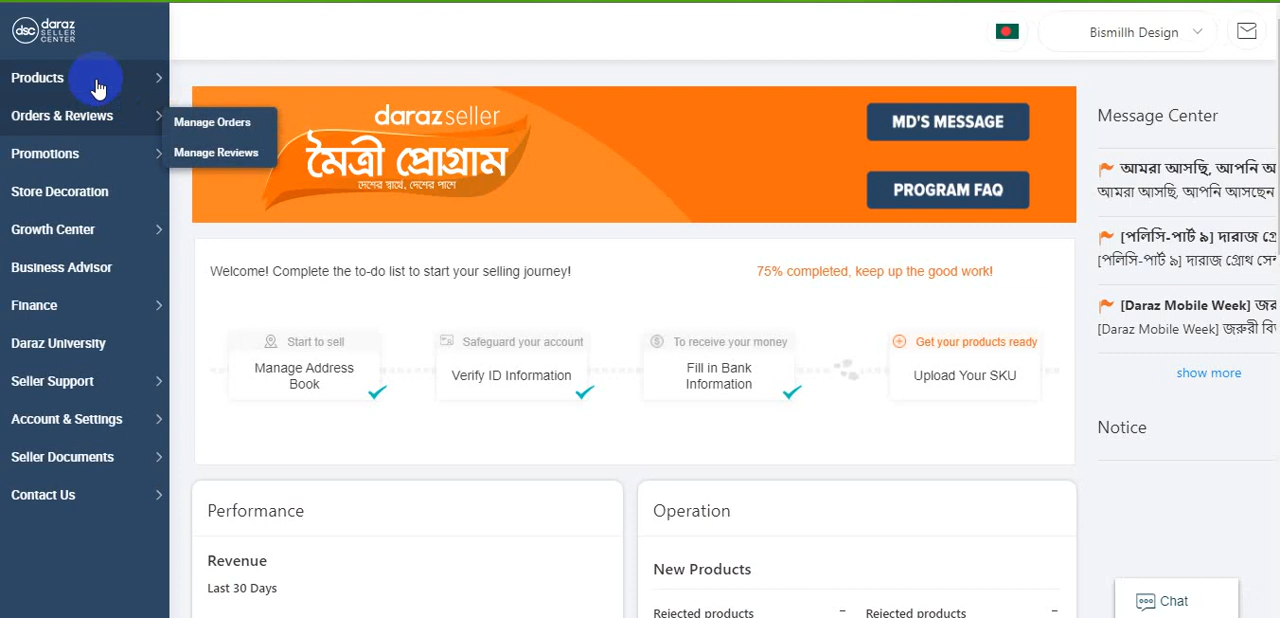 dsc daraz
SELLER
CENTER
Bismillh Design
Products
Orders & Reviews
Promotions
Store Decoration
Growth Center
Business Advisor
Finance
Daraz University
Seller Support
Account & Settings
Seller Documents
Contact Us
Manage Orders
Manage Reviews
daraz seller
মৈত্রী প্রোগ্রাম
দেশের স্বার্থে, দেশের পাশে
MD'S MESSAGE
PROGRAM FAQ
Welcome! Complete the to-do list to start your selling journey!
75% completed, keep up the good work!
Start to sell
Manage Address
Book
Safeguard your account
Verify ID Information
To receive your money
Fill in Bank
Information
Get your products ready
Upload Your SKU
Performance
Revenue
Last 30 Days
Operation
New Products
Rejected products –
Rejected products –
Message Center
আমরা আসছি, আপনি অ
আমরা আসছি, আপনি আসছেন
[পলিসি-পার্ট ৯] দারাজ গ্রে
[পলিসি-পার্ট ৯] দারাজ গ্রোথ সে
[Daraz Mobile Week] জর
[Daraz Mobile Week] জরুরী বি
show more
Notice
Chat